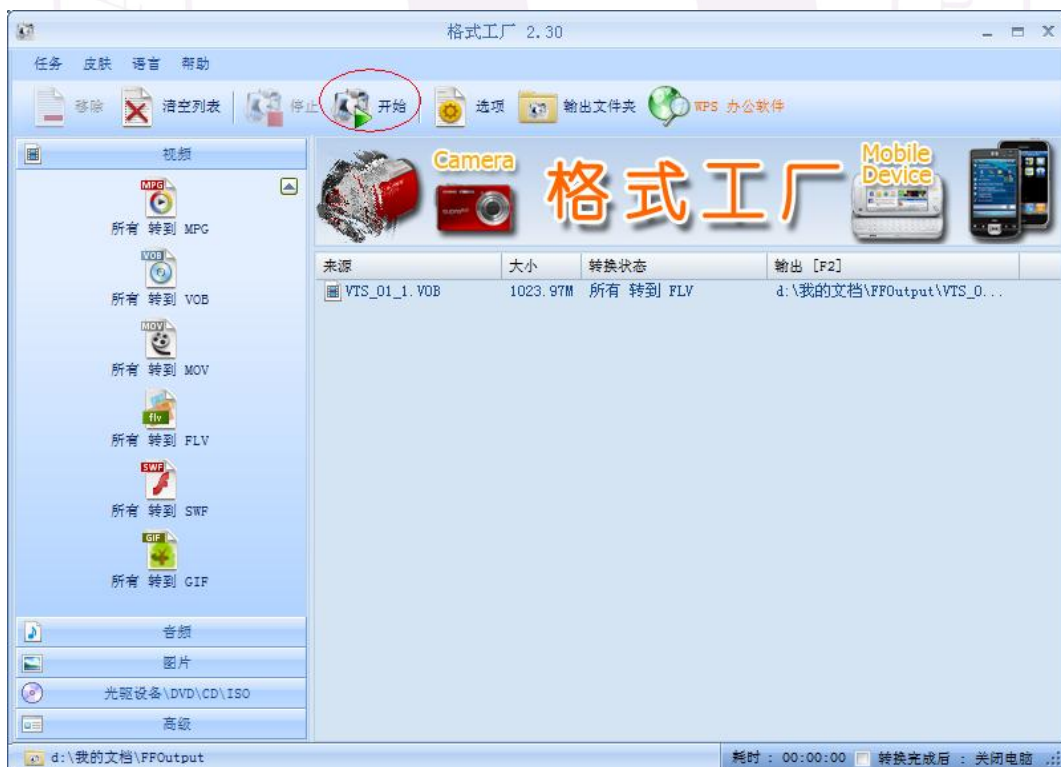 格式工厂 2.30
任务 皮肤 语言 帮助
移除 清空列表 停止 开始 选项 输出文件夹 WPS 办公软件
视频
MPG
所有 转到 MPG
VOB
所有 转到 VOB
MOV
所有 转到 MOV
flv
所有 转到 FLV
SWF
所有 转到 SWF
GIF
所有 转到 GIF
音频
图片
光驱设备\DVD\CD\ISO
高级
Camera 格式工厂 Mobile Device
来源 大小 转换状态 输出 [F2]
VTS_01_1.VOB 1023.97M 所有 转到 FLV d:\我的文档\FFOutput\VTS_0...
d:\我的文档\FFOutput 耗时 : 00:00:00 转换完成后 : 关闭电脑